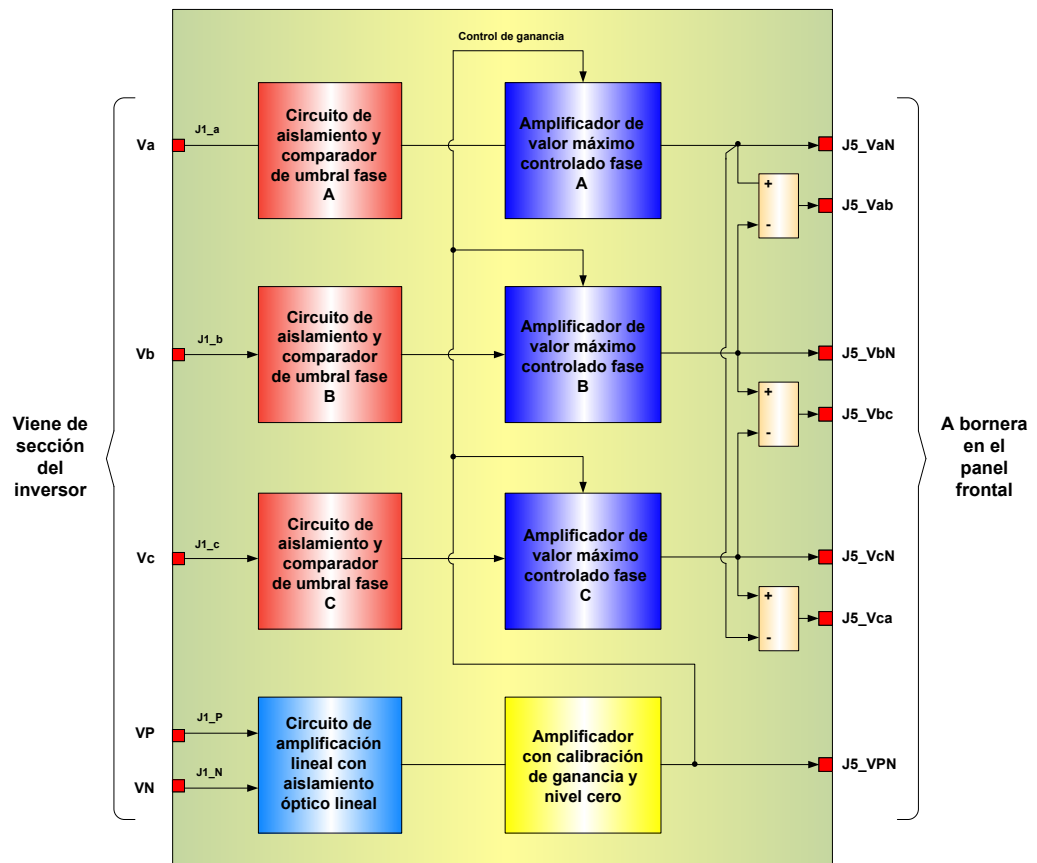 Control de ganancia
Viene de
sección
del
inversor
Va
J1_a
Circuito de
aislamiento y
comparador
de umbral fase
A
Amplificador de
valor máximo
controlado fase
A
+
-
J5_VaN
J5_Vab
Vb
J1_b
Circuito de
aislamiento y
comparador
de umbral fase
B
Amplificador de
valor máximo
controlado fase
B
+
-
J5_VbN
J5_Vbc
Vc
J1_c
Circuito de
aislamiento y
comparador
de umbral fase
C
Amplificador de
valor máximo
controlado fase
C
+
-
J5_VcN
J5_Vca
VP
J1_P
VN
J1_N
Circuito de
amplificación
lineal con
aislamiento
óptico lineal
Amplificador
con calibración
de ganancia y
nivel cero
J5_VPN
A bornera
en el
panel
frontal